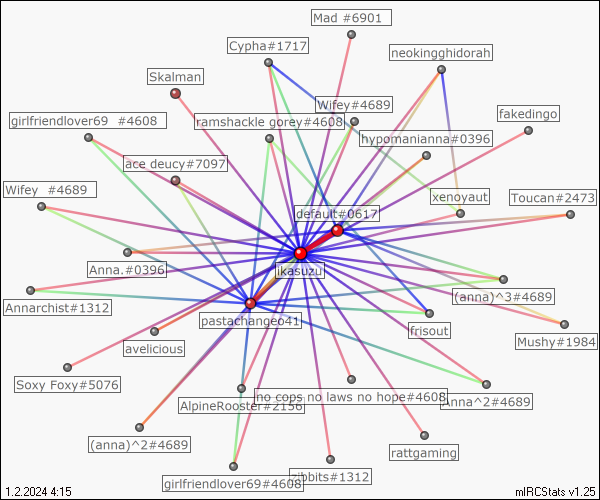 Mad #6901
Cypha#1717
neokingghidorah
Skalman
Wifey#4689
fakedingo
girlfriendlover69  #4608
ramshackle gorey#4608
hypomanianna#0396
ace deucy#7097
Wifey  #4689
xenoyaut
Toucan#2473
default#0617
Anna.#0396
ikasuzu
(anna)^3#4689
Annarchist#1312
pastachangeo41
frisout
Mushy#1984
avelicious
Soxy Foxy#5076
no cops no laws no hope#4608
Anna^2#4689
AlpineRooster#2156
(anna)^2#4689
rattgaming
gibbits#1312
girlfriendlover69#4608
1.2.2024 4:15
mIRCStats v1.25